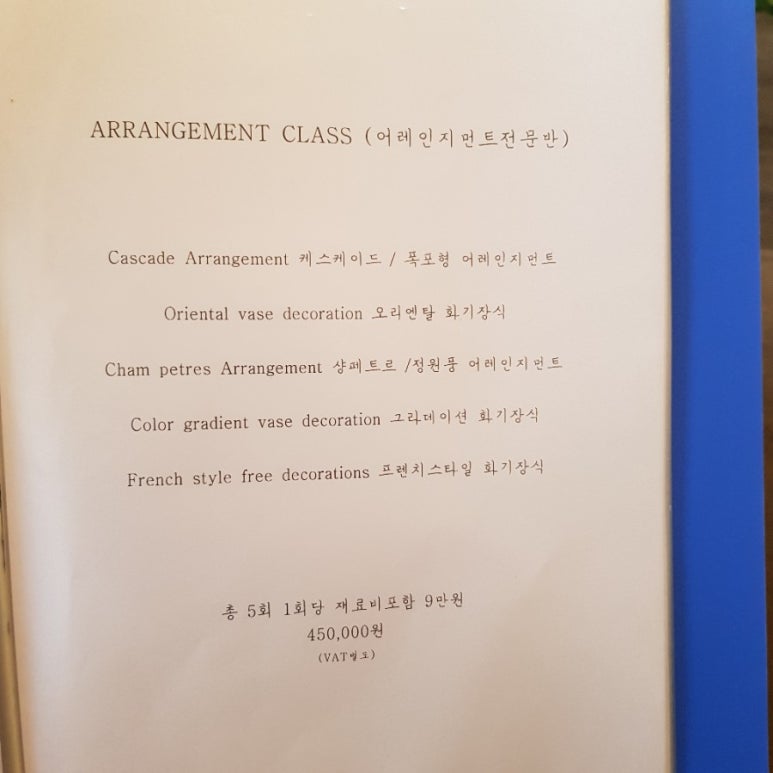 ARRANGEMENT CLASS (어레인지먼트전문반)
Cascade Arrangement 케스케이드 / 폭포형 어레인지먼트
Oriental vase decoration 오리엔탈 화기장식
Cham petres Arrangement 샹페트르 /정원풍 어레인지먼트
Color gradient vase decoration 그라데이션 화기장식
French style free decorations 프렌치스타일 화기장식
총 5회 1회당 재료비포함 9만원
450,000원
(VAT별도)